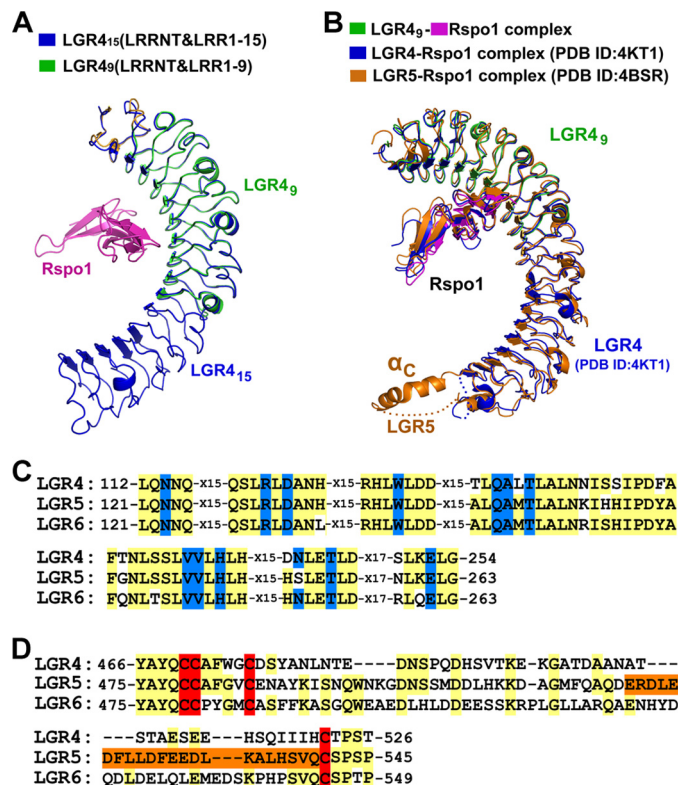 A
LGR4₁₅(LRRNT&LRR1-15)
LGR4₉(LRRNT&LRR1-9)
LGR4₉
Rspo1
LGR4₁₅
B
LGR4₉-Rspo1 complex
LGR4-Rspo1 complex (PDB ID:4KT1)
LGR5-Rspo1 complex (PDB ID:4BSR)
LGR4₉
Rspo1
LGR4
(PDB ID:4KT1)
αC
LGR5
C
LGR4: 112-LQNNQ-X15-QSLRLDANH-X15-RHLWLDD-X15-TLQALTLALNNISSIPDFA
LGR5: 121-LQNNQ-X15-QSLRLDANH-X15-RHLWLDD-X15-ALQAMTLALNKIHHIPDYA
LGR6: 121-LQNNQ-X15-QSLRLDANL-X15-RHLWLDD-X15-ALQAMTLALNRISHIPDYA
LGR4: FTNLSSLVVLHLH-X15-DNLETLD-X17-SLKELG-254
LGR5: FGNLSSLVVLHLH-X15-HSLETLD-X17-SLKELG-263
LGR6: FQNLTSLVVLHLH-X15-HNLETLD-X17-RLQELG-263
D
LGR4: 466-YAYQCCAFWGCDSYANLNTE----DNSPQDHSVTKE-KGATDAANAT--
LGR5: 475-YAYQCCAFGVCENAYKISNQWNKGDNSSMDDLHKKD-AGMFQAQDERDLE
LGR6: 475-YAYQCCPYGMCASFFKASGQWEAEDLHLDDEESSKRPLGLLARQAENHYD
LGR4: ---STAESEE---HSQIIIHCTPST-526
LGR5: DFLLDFEEDL---KALHSVQCSPSP-545
LGR6: QDLDELQLEMEDSKPHPSVQCSPTP-549